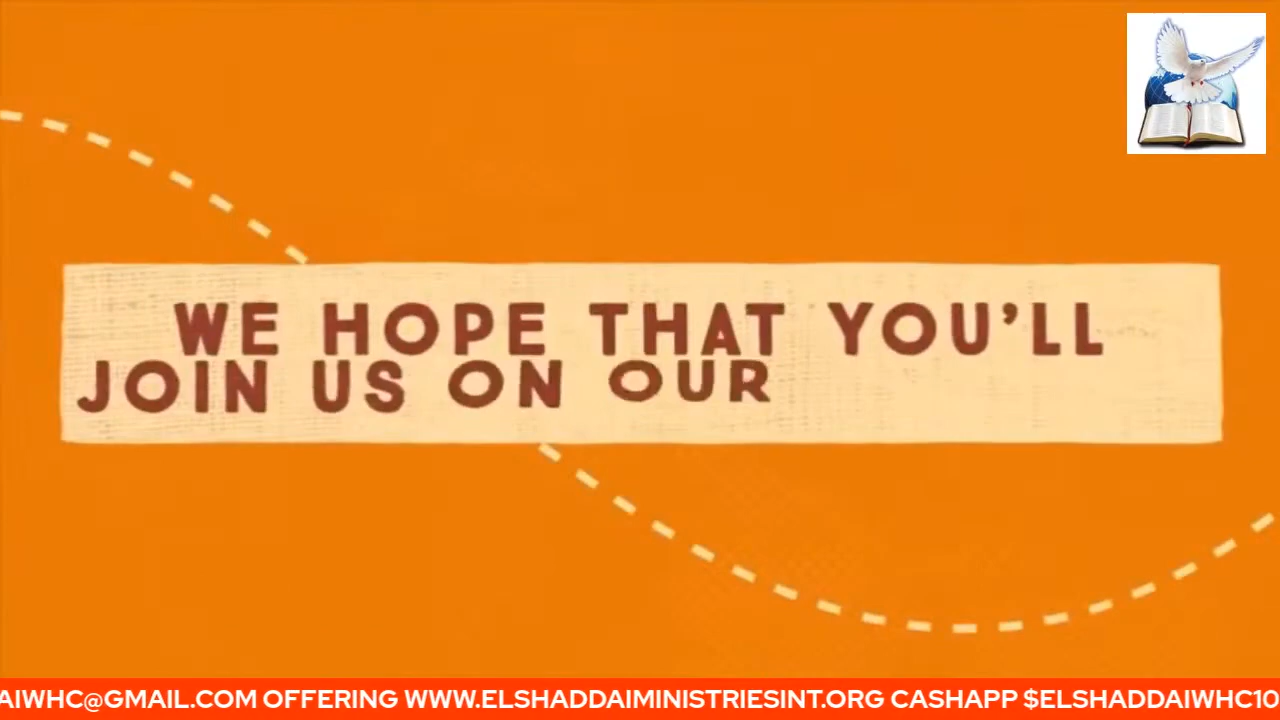 WE HOPE THAT YOU’LL
JOIN US ON OUR
AIWHC@GMAIL.COM OFFERING WWW.ELSHADDAIMINISTRIESINT.ORG CASHAPP $ELSHADDAIWHC10